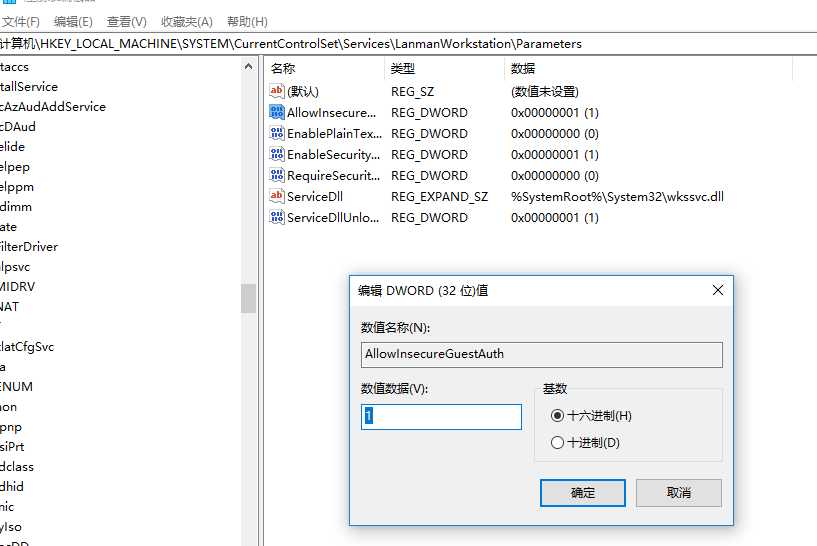 文件(F) 编辑(E) 查看(V) 收藏夹(A) 帮助(H)
计算机\HKEY_LOCAL_MACHINE\SYSTEM\CurrentControlSet\Services\LanmanWorkstation\Parameters
taccs
tallService
cAzAudAddService
cDAud
elide
elpep
elppm
dimm
ate
FilterDriver
lpsvc
MIDRV
NAT
latCfgSvc
a
ENUM
on
pnp
siPrt
dclass
dhid
nic
yIso
名称 类型 数据
(默认) REG_SZ (数值未设置)
AllowInsecure... REG_DWORD 0x00000001 (1)
EnablePlainTex... REG_DWORD 0x00000000 (0)
EnableSecurity... REG_DWORD 0x00000001 (1)
RequireSecurit... REG_DWORD 0x00000000 (0)
ServiceDll REG_EXPAND_SZ %SystemRoot%\System32\wkssvc.dll
ServiceDllUnlo... REG_DWORD 0x00000001 (1)
编辑 DWORD (32 位)值
数值名称(N):
AllowInsecureGuestAuth
数值数据(V):
1
基数
十六进制(H)
十进制(D)
确定 取消